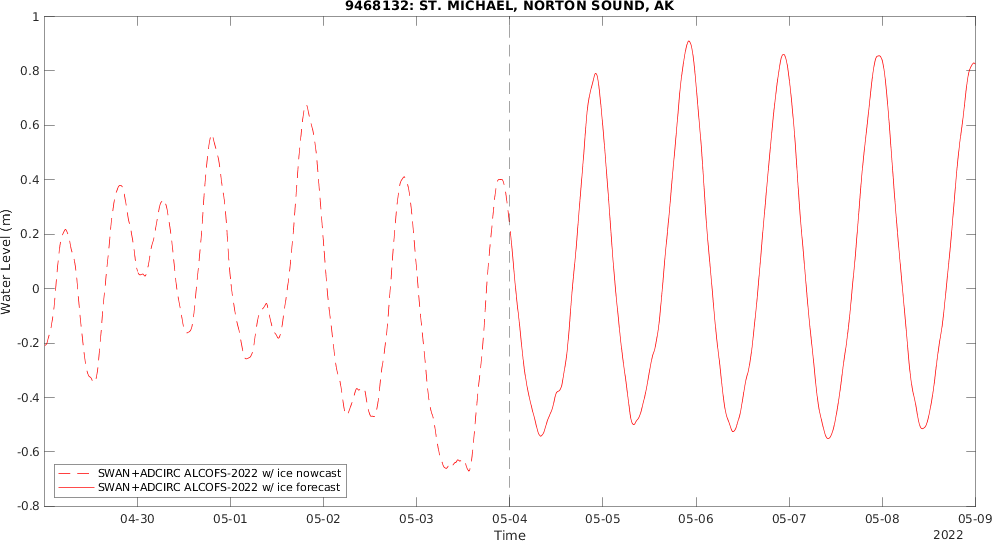 9468132: ST. MICHAEL, NORTON SOUND, AK
1
0.8
0.6
0.4
0.2
0
-0.2
-0.4
-0.6
-0.8
Water Level (m)
SWAN+ADCIRC ALCOFS-2022 w/ ice nowcast
SWAN+ADCIRC ALCOFS-2022 w/ ice forecast
04-30 05-01 05-02 05-03 05-04 05-05 05-06 05-07 05-08 05-09
Time
2022